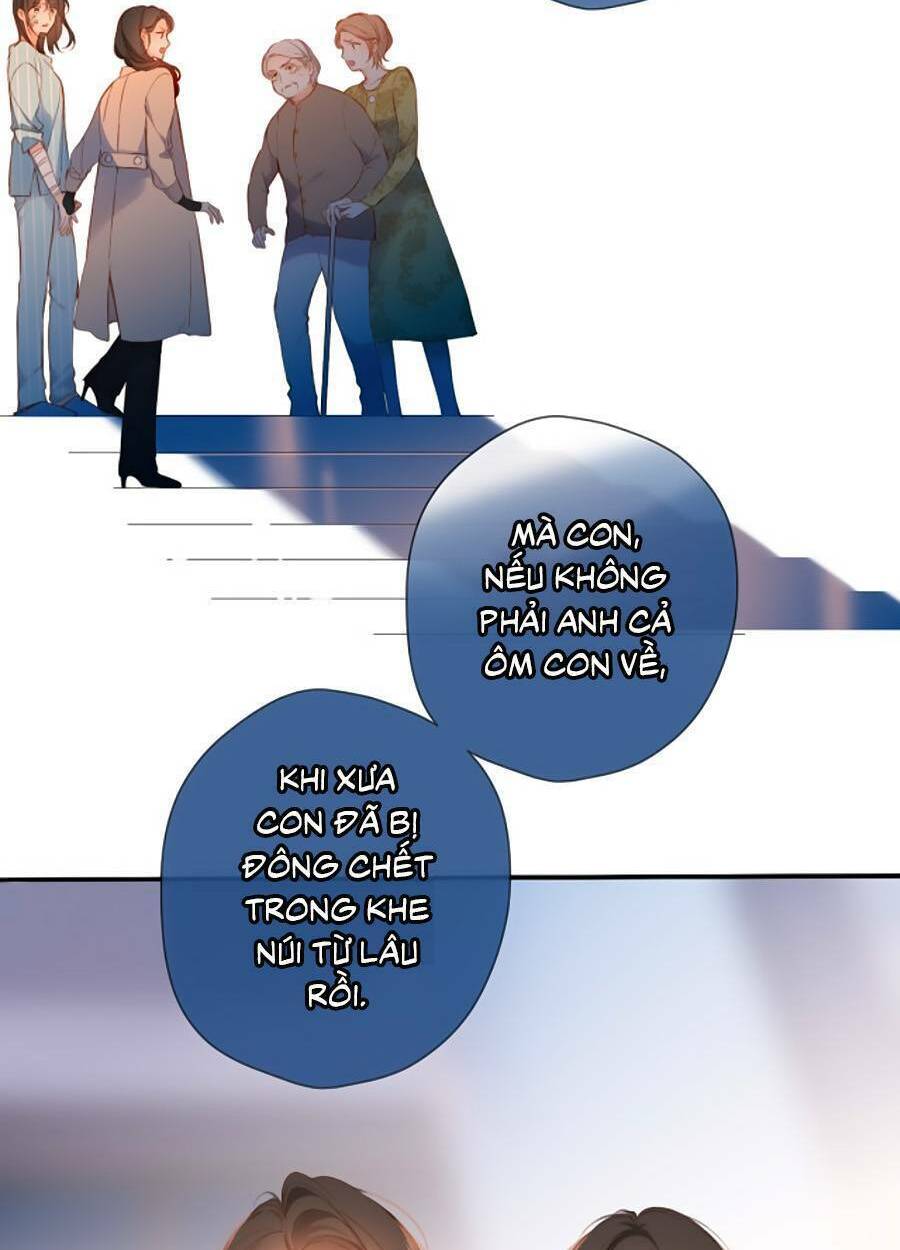 MÀ CON,
NẾU KHÔNG
PHẢI ANH CẢ
ÔM CON VỀ,
KHI XƯA
CON ĐÃ BỊ
ĐÔNG CHẾT
TRONG KHE
NÚI TỪ LÂU
RỒI.